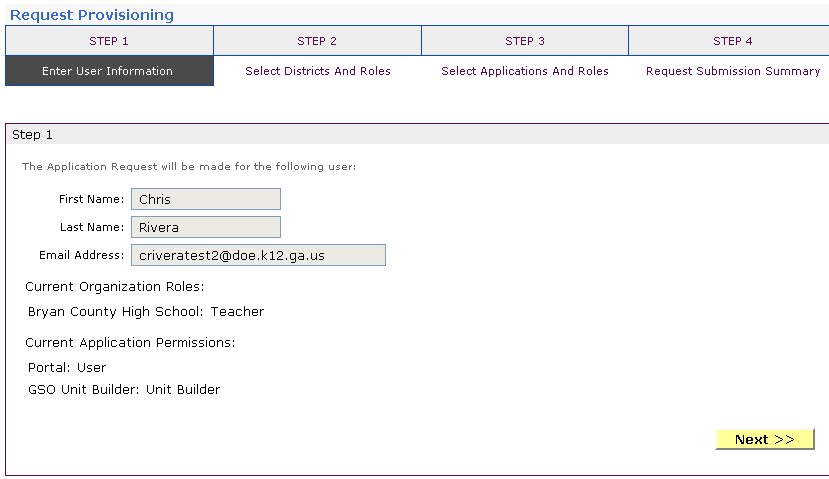 Request Provisioning
STEP 1 STEP 2 STEP 3 STEP 4
Enter User Information Select Districts And Roles Select Applications And Roles Request Submission Summary
Step 1
The Application Request will be made for the following user:
First Name: Chris
Last Name: Rivera
Email Address: criveratest2@doe.k12.ga.us
Current Organization Roles:
Bryan County High School: Teacher
Current Application Permissions:
Portal: User
GSO Unit Builder: Unit Builder
Next >>